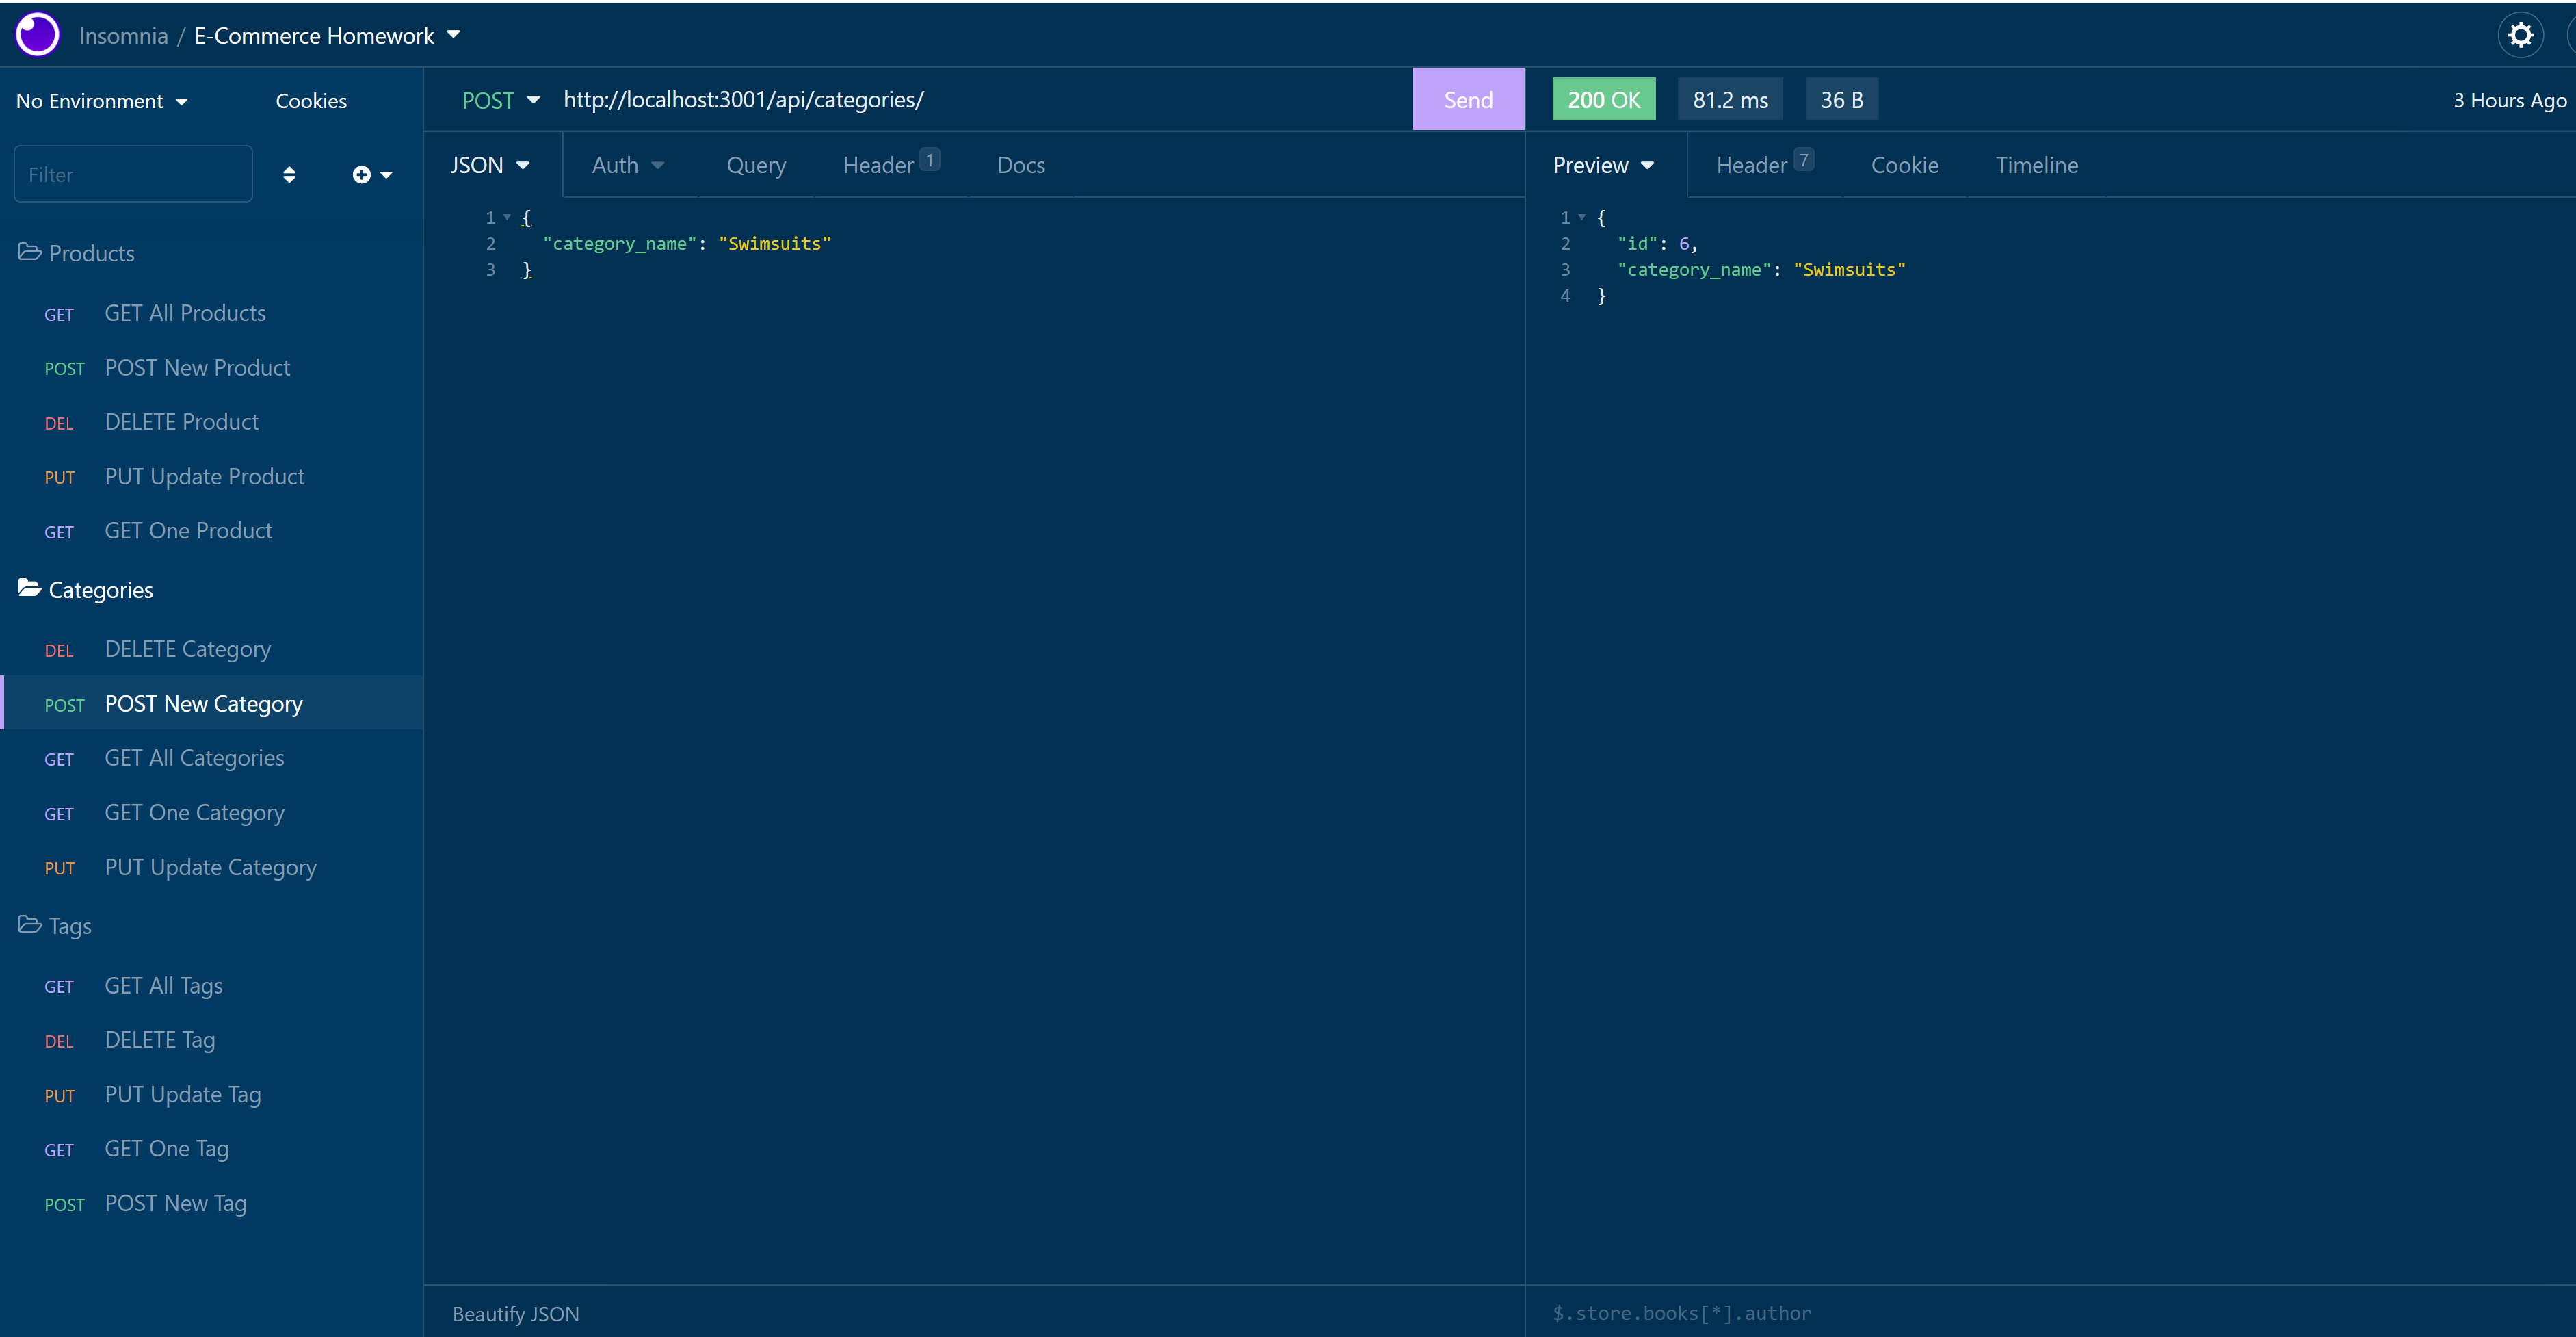 Insomnia / E-Commerce Homework
No Environment
Cookies
Filter
Products
GET GET All Products
POST POST New Product
DEL DELETE Product
PUT PUT Update Product
GET GET One Product
Categories
DEL DELETE Category
POST POST New Category
GET GET All Categories
GET GET One Category
PUT PUT Update Category
Tags
GET GET All Tags
DEL DELETE Tag
PUT PUT Update Tag
GET GET One Tag
POST POST New Tag
POST http://localhost:3001/api/categories/ Send
JSON Auth Query Header 1 Docs
1 {
2 "category_name": "Swimsuits"
3 }
Beautify JSON
200 OK 81.2 ms 36 B 3 Hours Ago
Preview Header 7 Cookie Timeline
1 {
2 "id": 6,
3 "category_name": "Swimsuits"
4 }
$.store.books[*].author